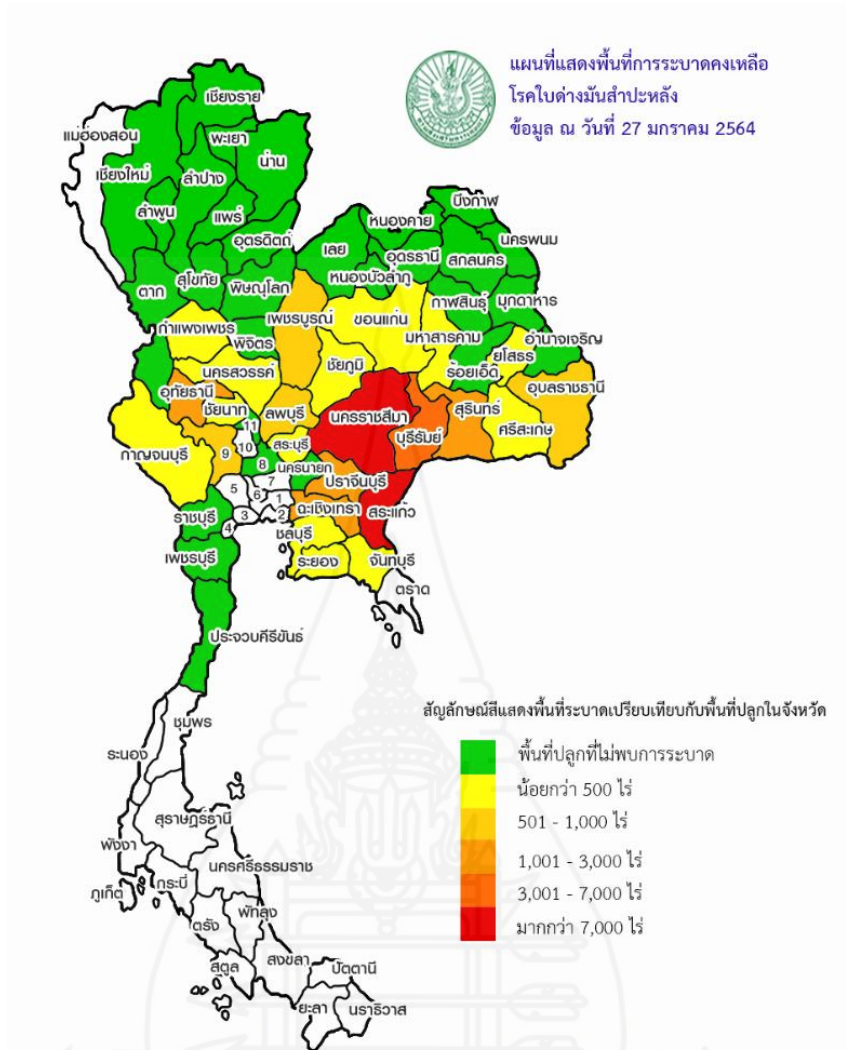 แผนที่แสดงพื้นที่การระบาดคงเหลือ
โรคใบด่างมันสำปะหลัง
ข้อมูล ณ วันที่ 27 มกราคม 2564
เชียงราย
แม่ฮ่องสอน
พะเยา
น่าน
เชียงใหม่
ลำปาง
ลำพูน
แพร่
อุตรดิตถ์
บึงกาฬ
หนองคาย
เลย
อุดรธานี
นครพนม
สกลนคร
ตาก
สุโขทัย
พิษณุโลก
หนองบัวลำภู
กาฬสินธุ์
มุกดาหาร
กำแพงเพชร
พิจิตร
เพชรบูรณ์
ขอนแก่น
มหาสารคาม
อำนาจเจริญ
ยโสธร
นครสวรรค์
ชัยภูมิ
ร้อยเอ็ด
อุทัยธานี
ชัยนาท
ลพบุรี
นครราชสีมา
บุรีรัมย์
สุรินทร์
ศรีสะเกษ
อุบลราชธานี
11
10
สระบุรี
กาญจนบุรี
9
8
นครนายก
7
ปราจีนบุรี
5
6
1
ราชบุรี
3
2
4
ฉะเชิงเทรา
สระแก้ว
ชลบุรี
เพชรบุรี
ระยอง
จันทบุรี
ตราด
ประจวบคีรีขันธ์
สัญลักษณ์สีแสดงพื้นที่ระบาดเปรียบเทียบกับพื้นที่ปลูกในจังหวัด
พื้นที่ปลูกที่ไม่พบการระบาด
น้อยกว่า 500 ไร่
501 - 1,000 ไร่
1,001 - 3,000 ไร่
3,001 - 7,000 ไร่
มากกว่า 7,000 ไร่
ชุมพร
ระนอง
สุราษฎร์ธานี
พังงา
นครศรีธรรมราช
ภูเก็ต
กระบี่
พัทลุง
ตรัง
สตูล
สงขลา
ปัตตานี
ยะลา
นราธิวาส